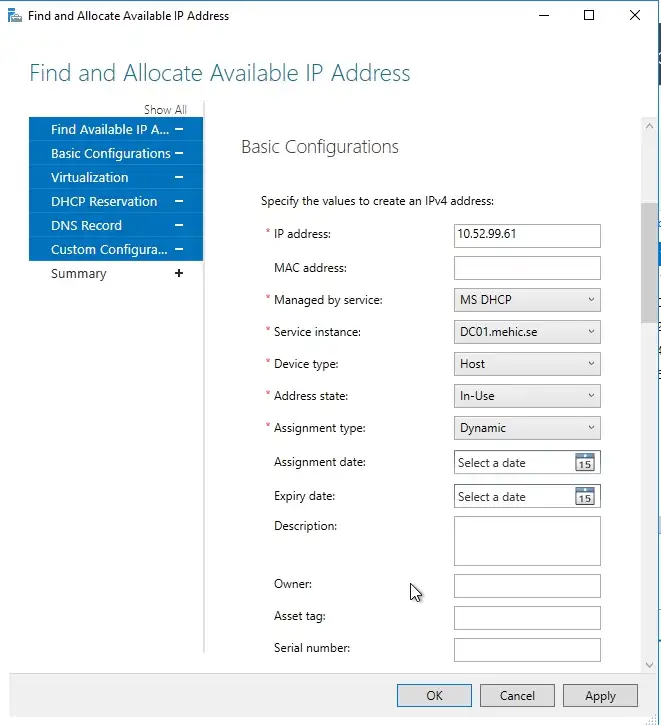 Find and Allocate Available IP Address
Find and Allocate Available IP Address
Show All
Find Available IP A... −
Basic Configurations −
Virtualization −
DHCP Reservation −
DNS Record −
Custom Configura... −
Summary +
Basic Configurations
Specify the values to create an IPv4 address:
* IP address: 10.52.99.61
MAC address:
* Managed by service: MS DHCP
* Service instance: DC01.mehic.se
* Device type: Host
* Address state: In-Use
* Assignment type: Dynamic
Assignment date: Select a date 15
Expiry date: Select a date 15
Description:
Owner:
Asset tag:
Serial number:
OK Cancel Apply